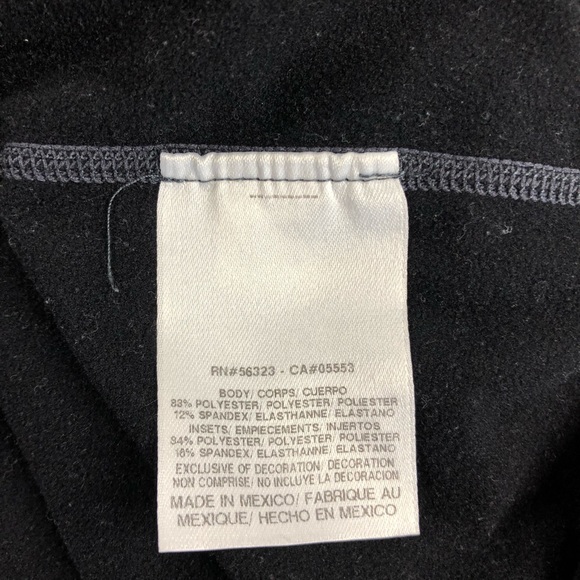 RN#56323 - CA#05553
BODY/ CORPS/ CUERPO
POLYESTER/ POLYESTER/ POLIESTER
12% SPANDEX/ ELASTHANNE/ ELASTANO
INSETS/ EMPIECEMENTS/ INJERTOS
84% POLYESTER/ POLYESTER/ POLIESTER
16% SPANDEX/ ELASTHANNE/ ELASTANO
EXCLUSIVE OF DECORATION/ DECORATION
NON COMPRISE/ NO INCLUYE LA DECORACION
MADE IN MEXICO/ FABRIQUE AU
MEXIQUE/ HECHO EN MEXICO